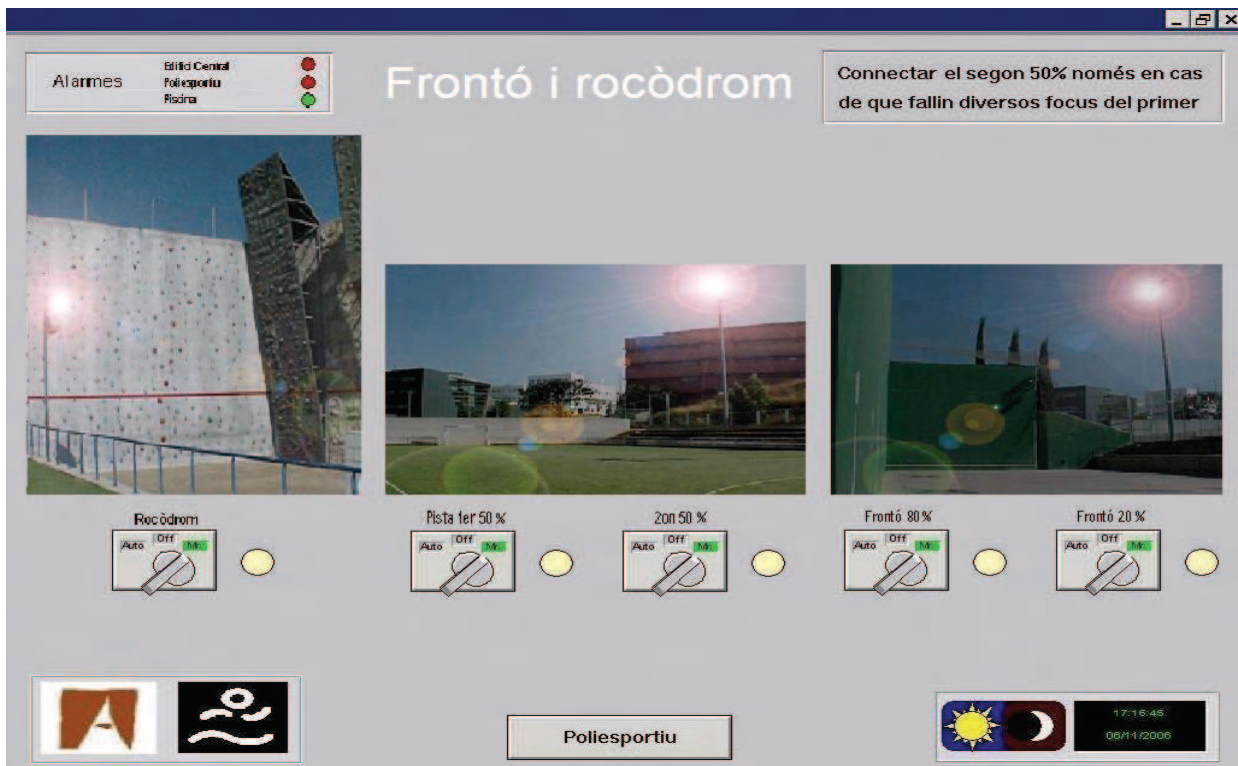 Alarmes
Edifici Central
Poliesportiu
Piscina
Frontó i rocòdrom
Connectar el segon 50% només en cas
de que fallin diversos focus del primer
Rocòdrom
Auto Off Mn.
Pista 1er 50 %
Auto Off Mn.
2on 50 %
Auto Off Mn.
Frontó 80 %
Auto Off Mn.
Frontó 20 %
Auto Off Mn.
Poliesportiu
17:16:45
06/11/2006